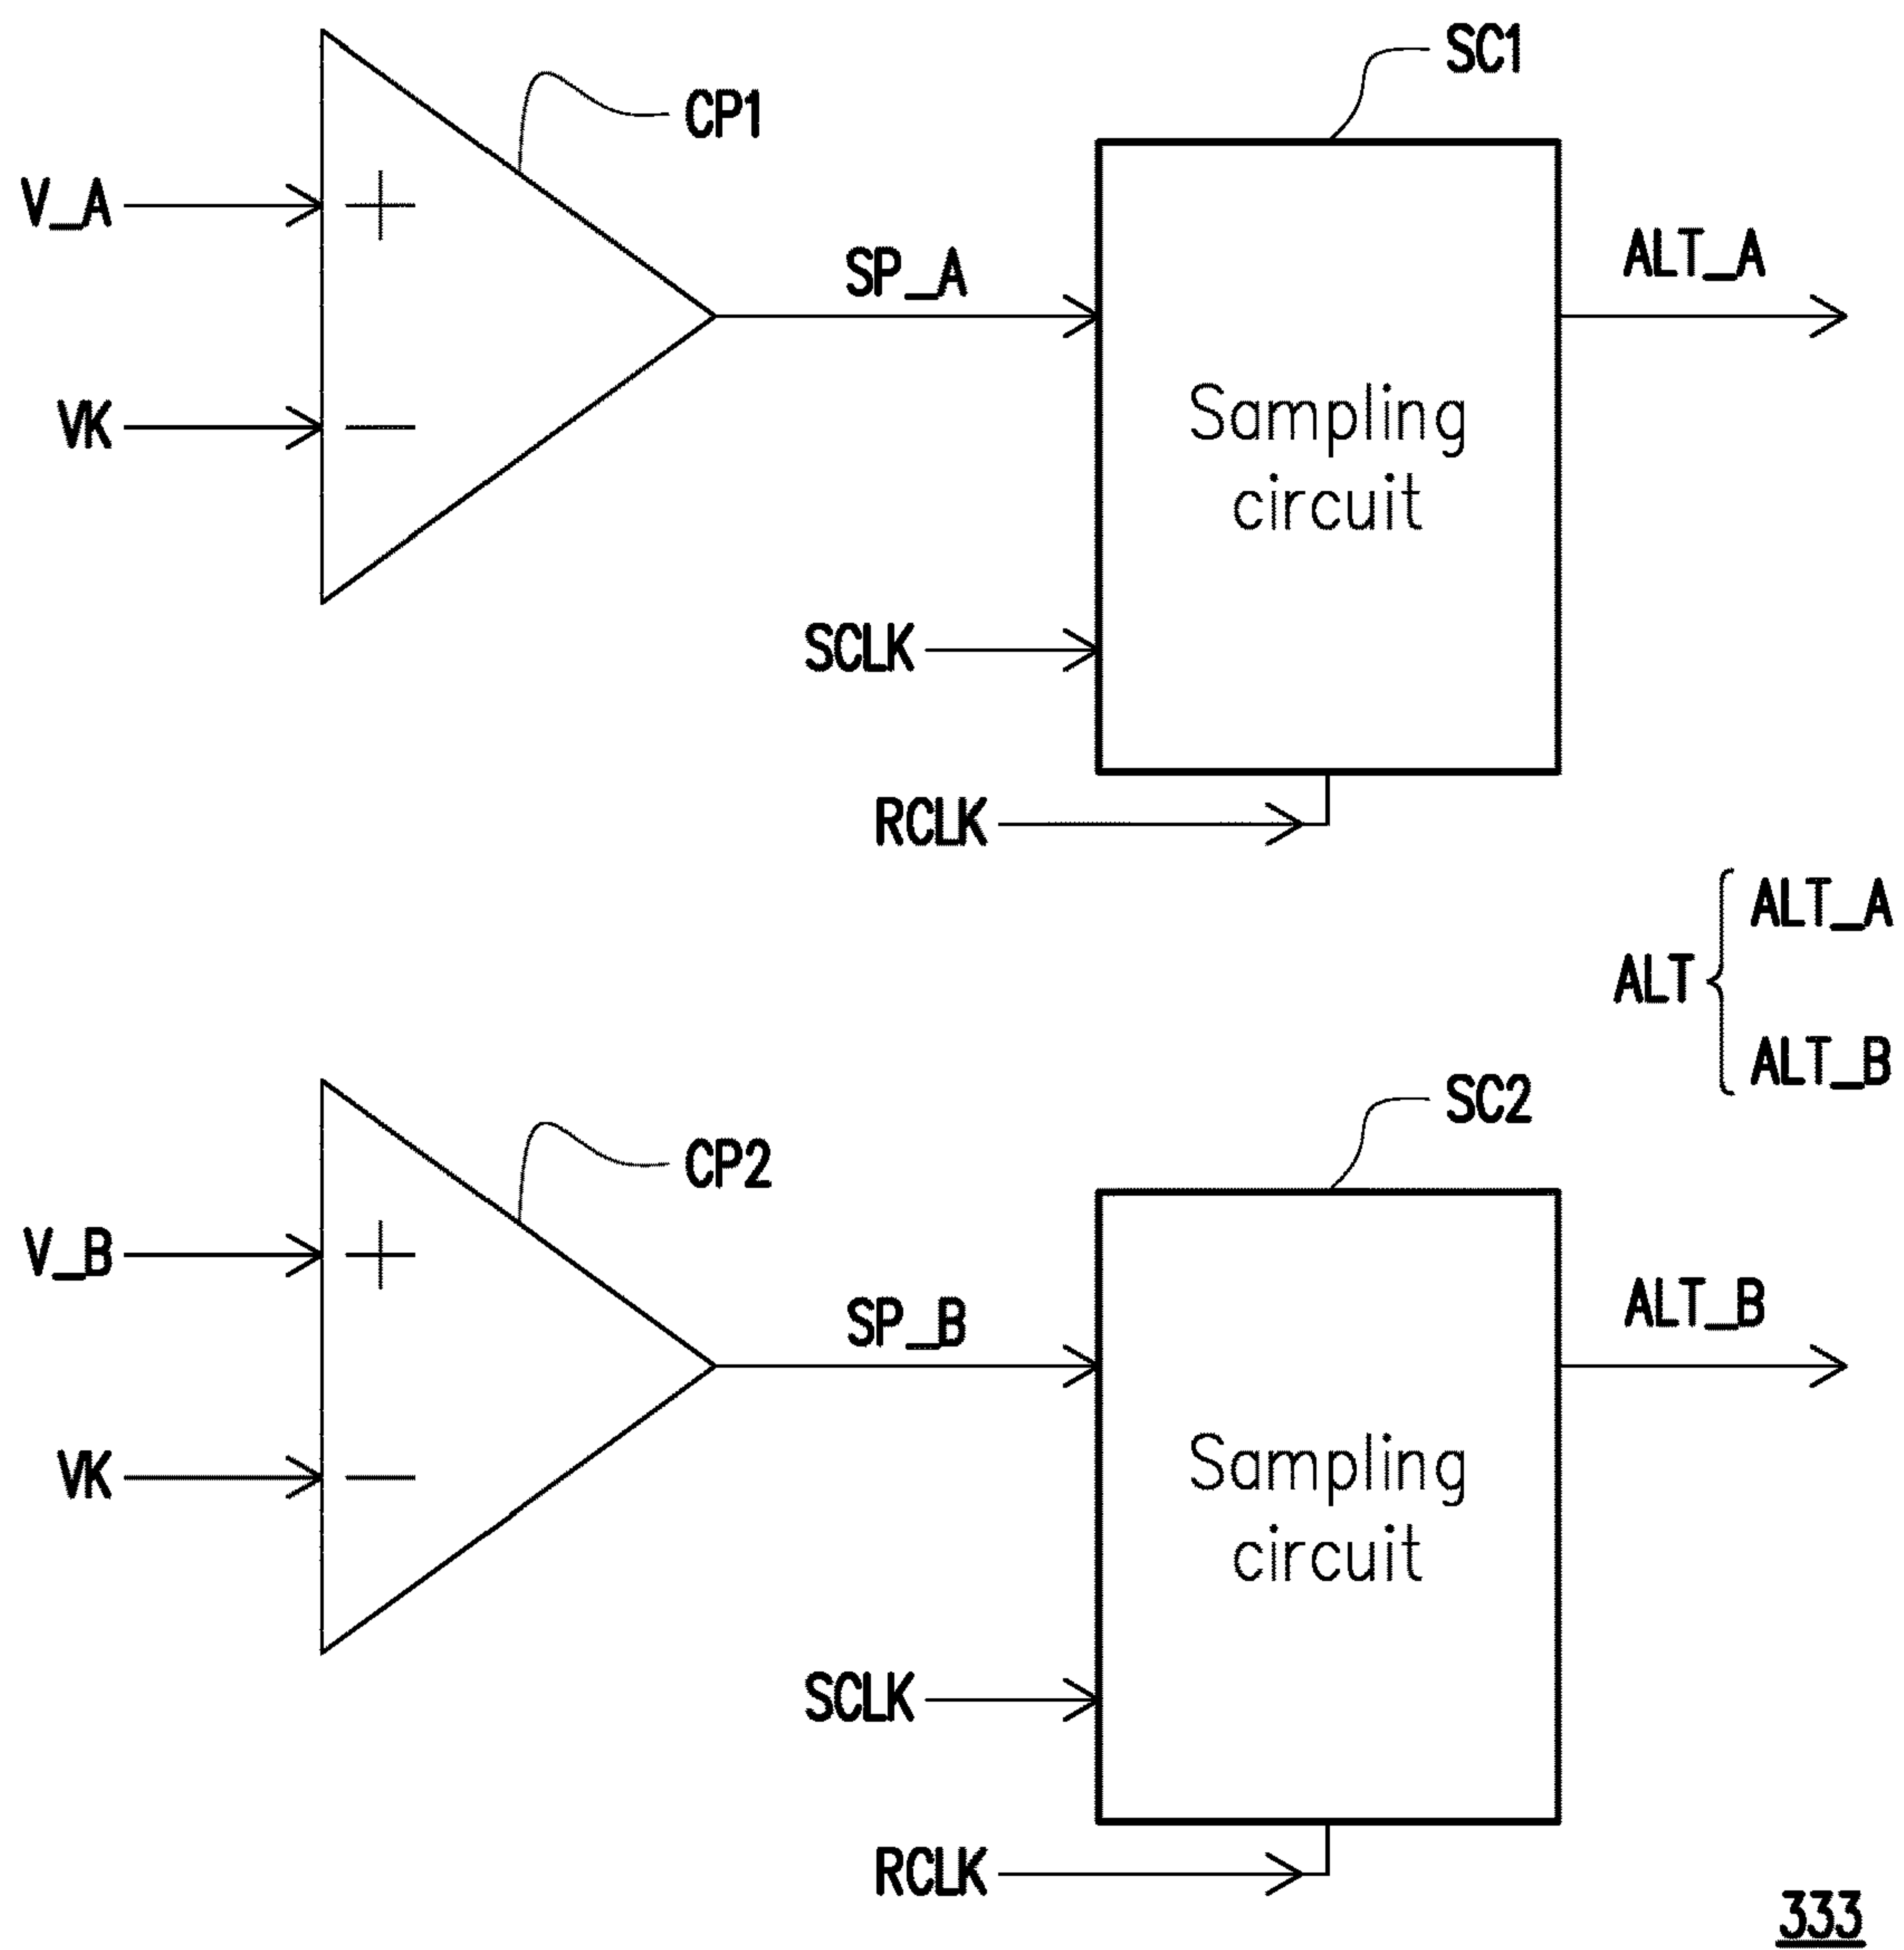 SC1
CP1
V_A
+
SP_A
ALT_A
VK
−
Sampling
circuit
SCLK
RCLK
ALT_A
ALT
ALT_B
SC2
CP2
V_B
+
SP_B
ALT_B
VK
−
Sampling
circuit
SCLK
RCLK
333